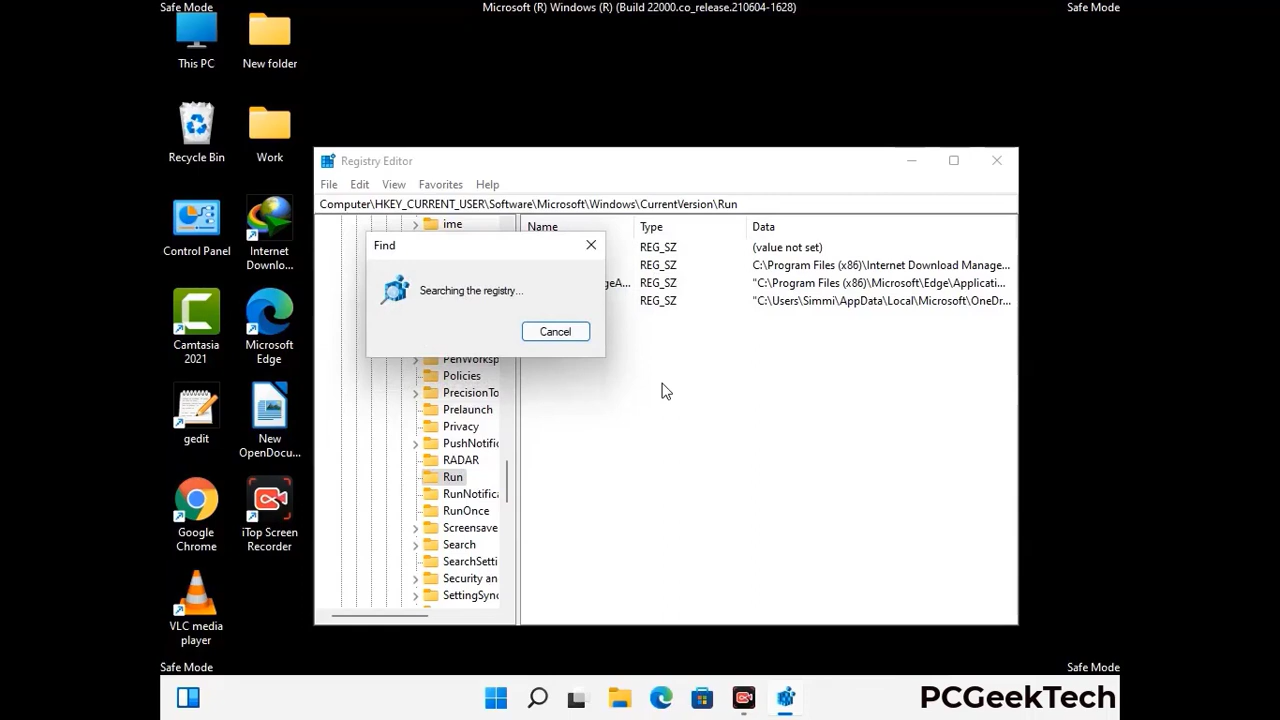 Safe Mode
Microsoft (R) Windows (R) (Build 22000.co_release.210604-1628)
Safe Mode
This PC
New folder
Recycle Bin
Work
Control Panel
Internet
Downlo...
Camtasia
2021
Microsoft
Edge
gedit
New
OpenDocu...
Google
Chrome
iTop Screen
Recorder
VLC media
player
Registry Editor
File Edit View Favorites Help
Computer\HKEY_CURRENT_USER\Software\Microsoft\Windows\CurrentVersion\Run
ime
PenWorksp
Policies
PrecisionTo
Prelaunch
Privacy
PushNotific
RADAR
Run
RunNotifica
RunOnce
Screensave
Search
SearchSetti
Security an
SettingSync
Name Type Data
REG_SZ (value not set)
REG_SZ C:\Program Files (x86)\Internet Download Manage...
geA... REG_SZ "C:\Program Files (x86)\Microsoft\Edge\Applicati...
REG_SZ "C:\Users\Simmi\AppData\Local\Microsoft\OneDr...
Find
Searching the registry...
Cancel
Safe Mode
Safe Mode
PCGeekTech